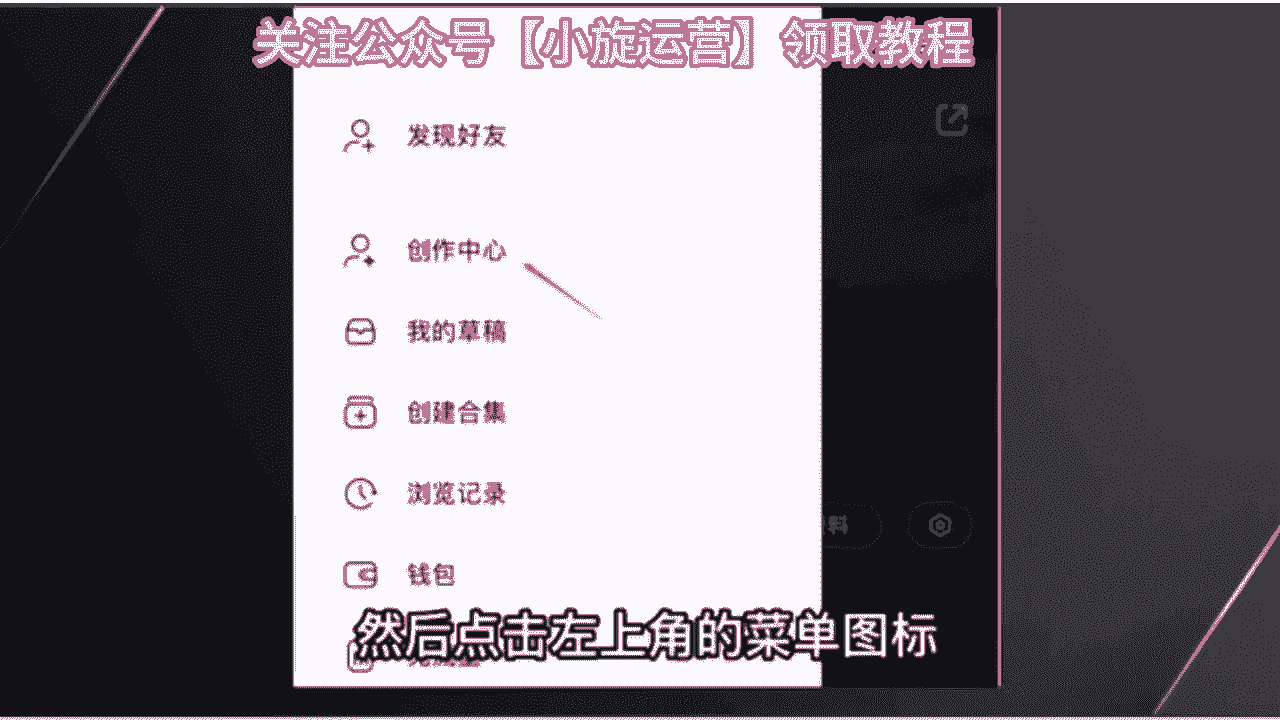 关注公众号【小旋运营】领取教程
发现好友
创作中心
我的草稿
创建合集
浏览记录
料
钱包
然后点击左上角的菜单图标